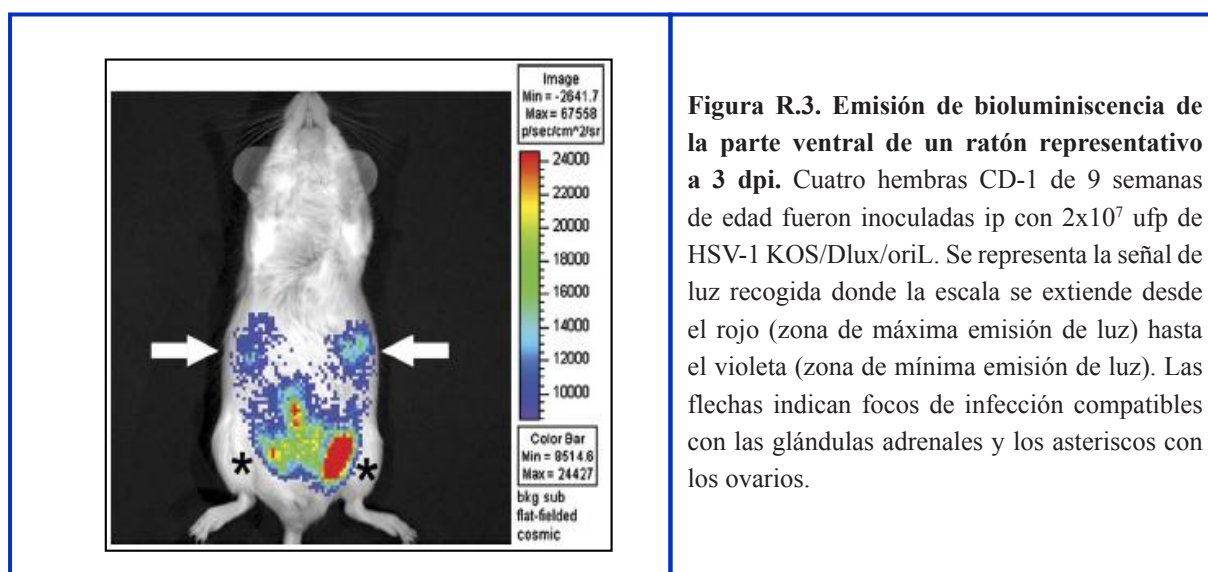 Image
Min = -2641.7
Max = 67558
p/sec/cm^2/sr
24000
22000
20000
18000
16000
14000
12000
10000
Color Bar
Min = 8514.6
Max = 24427
bkg sub
flat-fielded
cosmic
*
*
Figura R.3. Emisión de bioluminiscencia de
la parte ventral de un ratón representativo
a 3 dpi. Cuatro hembras CD-1 de 9 semanas
de edad fueron inoculadas ip con 2x10⁷ ufp de
HSV-1 KOS/Dlux/oriL. Se representa la señal de
luz recogida donde la escala se extiende desde
el rojo (zona de máxima emisión de luz) hasta
el violeta (zona de mínima emisión de luz). Las
flechas indican focos de infección compatibles
con las glándulas adrenales y los asteriscos con
los ovarios.